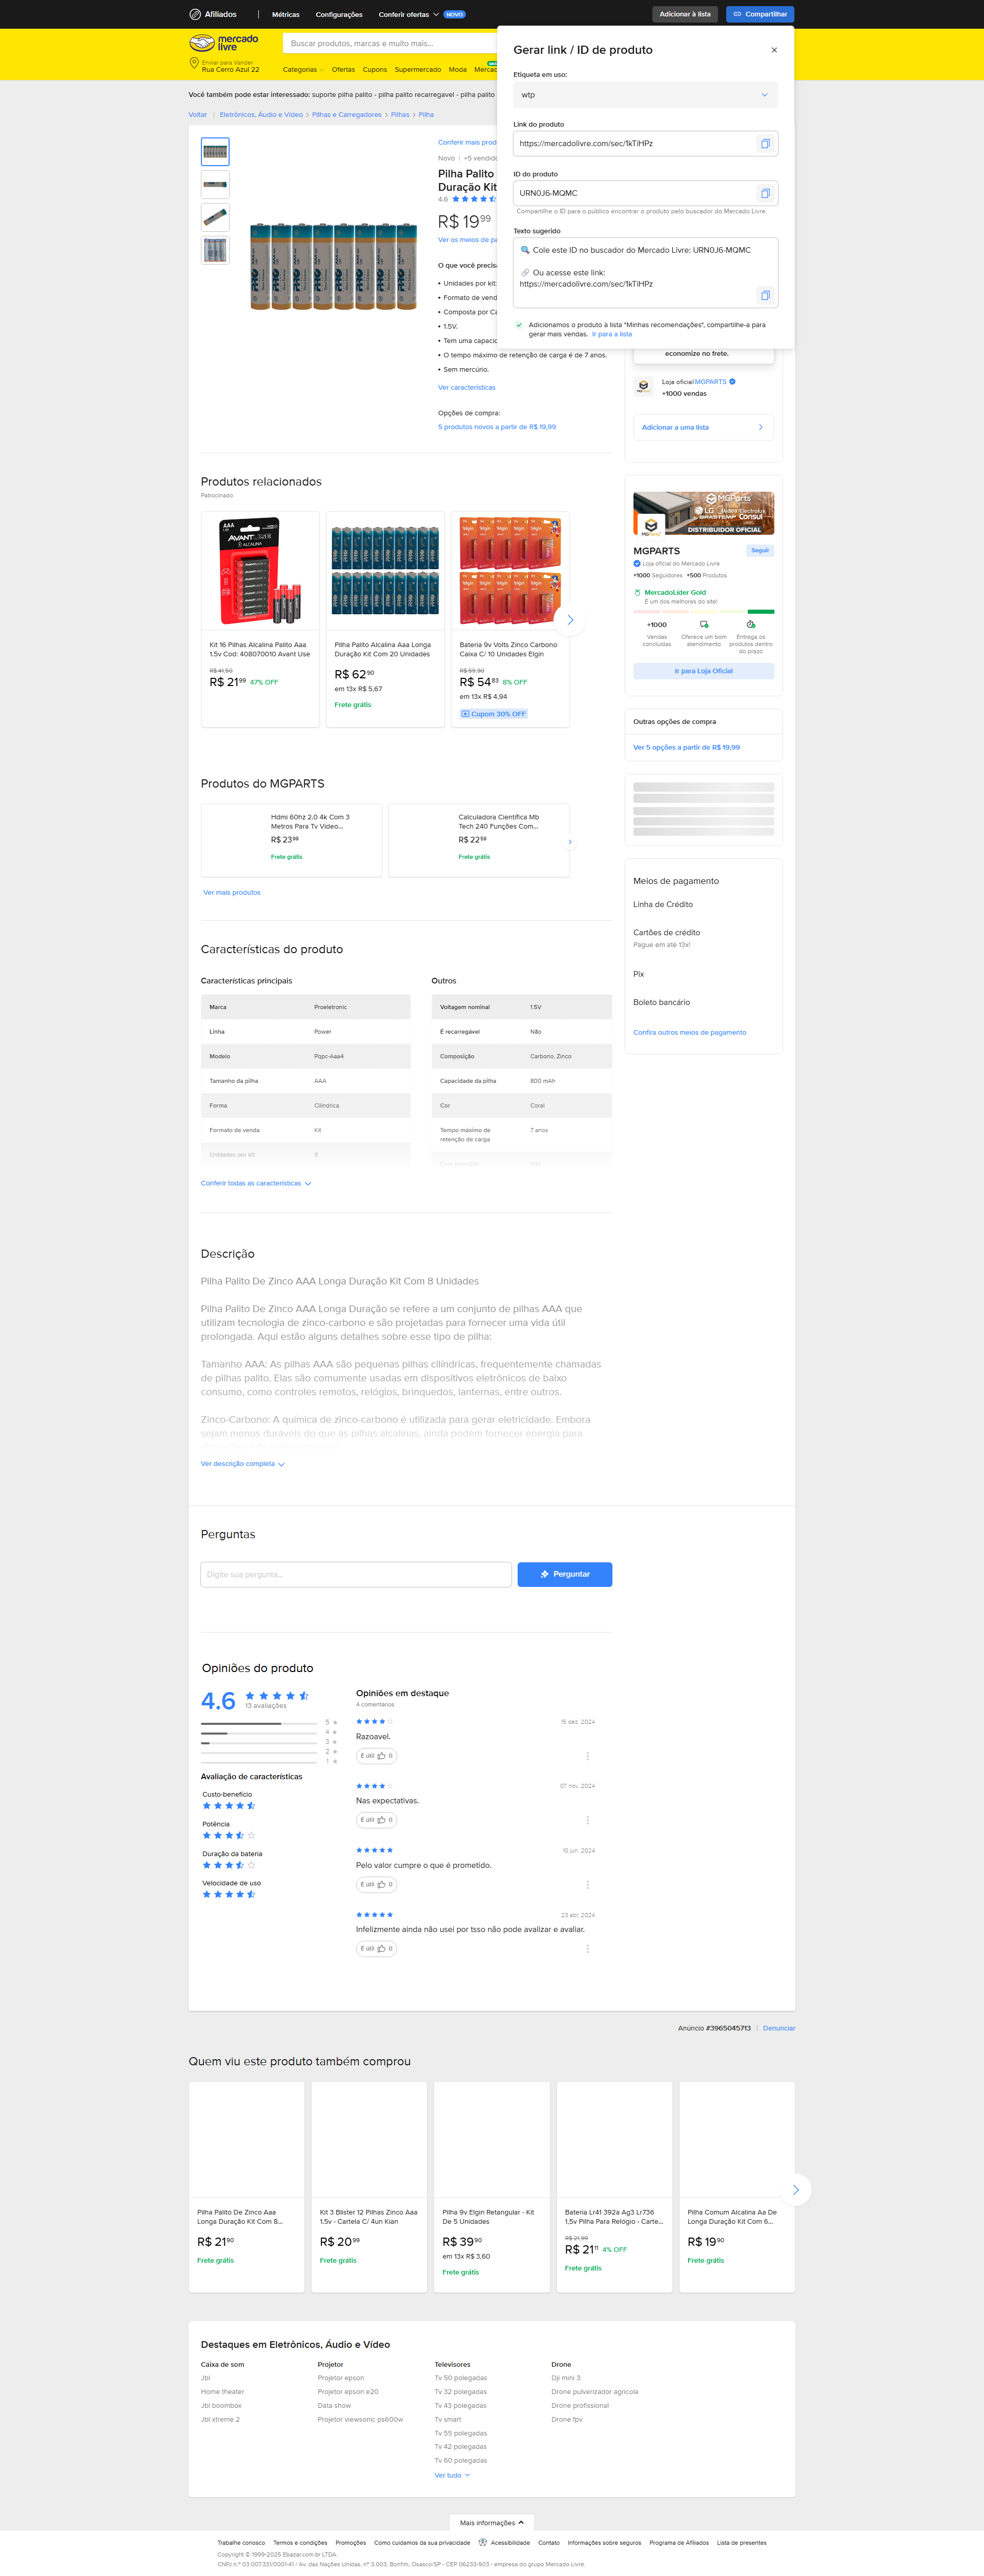 Afiliados
Métricas
Configurações
Conferir ofertas
NOVO
Adicionar à lista
Compartilhar
mercado
livre
Buscar produtos, marcas e muito mais...
Enviar para Vander
Rua Cerro Azul 22
Categorias
Ofertas
Cupons
Supermercado
Moda
Gerar link / ID de produto
Etiqueta em uso:
wtp
Link do produto
https://mercadolivre.com/sec/1kTiHPz
ID do produto
URN0J6-MQMC
Compartilhe o ID para o público encontrar o produto pelo buscador do Mercado Livre.
Texto sugerido
Cole este ID no buscador do Mercado Livre: URN0J6-MQMC
Ou acesse este link:
https://mercadolivre.com/sec/1kTiHPz
Adicionamos o produto à lista "Minhas recomendações", compartilhe-a para
gerar mais vendas. Ir para a lista
Você também pode estar interessado: suporte pilha palito - pilha palito recarregavel - pilha palito
Voltar
Eletrônicos, Áudio e Vídeo
Pilhas e Carregadores
Pilhas
Pilha
Conferir mais
Novo | +5
Pilha Palito
Duração Kit
4.6
R$ 19 99
Ver os meios de
O que você
Unidades por kit:
Formato de
Composta por
1.5V.
Tem uma
O tempo máximo de retenção de carga é de 7 anos.
Sem mercúrio.
Ver características
Opções de compra:
5 produtos novos a partir de R$ 19,99
economize no frete.
Loja oficial MGPARTS
+1000 vendas
Adicionar a uma lista
Produtos relacionados
Patrocinado
AAA
AVANT
ALCALINA
Elgin
Kit 16 Pilhas Alcalina Palito Aaa
1.5v Cod: 408070010 Avant Use
R$ 41,50
R$ 21 99 47% OFF
Pilha Palito Alcalina Aaa Longa
Duração Kit Com 20 Unidades
R$ 62 90
em 13x R$ 5,67
Frete grátis
Bateria 9v Volts Zinco Carbono
Caixa C/ 10 Unidades Elgin
R$ 59,90
R$ 54 83 8% OFF
em 13x R$ 4,94
Cupom 30% OFF
MGParts
LG
Electrolux
BRASTEMP
Consul
DISTRIBUIDOR OFICIAL
MGPARTS
Seguir
Loja oficial do Mercado Livre
+1000 Seguidores
+500 Produtos
MercadoLíder Gold
É um dos melhores do site!
+1000
Vendas
concluídas
Oferece um bom
atendimento
Entrega os
produtos dentro
do prazo
Ir para Loja Oficial
Outras opções de compra
Ver 5 opções a partir de R$ 19,99
Produtos do MGPARTS
Hdmi 60hz 2.0 4k Com 3
Metros Para Tv Video...
R$ 23 99
Frete grátis
Calculadora Científica Mb
Tech 240 Funções Com...
R$ 22 59
Frete grátis
Ver mais produtos
Meios de pagamento
Linha de Crédito
Cartões de crédito
Pague em até 13x!
Pix
Boleto bancário
Confira outros meios de pagamento
Características do produto
Características principais
Marca Proeletronic
Linha Power
Modelo Pqpc-Aaa4
Tamanho da pilha AAA
Forma Cilíndrica
Formato de venda Kit
Unidades por kit 8
Outros
Voltagem nominal 1.5V
É recarregável Não
Composição Carbono, Zinco
Capacidade da pilha 800 mAh
Cor Coral
Tempo máximo de
retenção de carga 7 anos
Conferir todas as características
Descrição
Pilha Palito De Zinco AAA Longa Duração Kit Com 8 Unidades
Pilha Palito De Zinco AAA Longa Duração se refere a um conjunto de pilhas AAA que
utilizam tecnologia de zinco-carbono e são projetadas para fornecer uma vida útil
prolongada. Aqui estão alguns detalhes sobre esse tipo de pilha:
Tamanho AAA: As pilhas AAA são pequenas pilhas cilíndricas, frequentemente chamadas
de pilhas palito. Elas são comumente usadas em dispositivos eletrônicos de baixo
consumo, como controles remotos, relógios, brinquedos, lanternas, entre outros.
Zinco-Carbono: A química de zinco-carbono é utilizada para gerar eletricidade. Embora
sejam menos duráveis do que as pilhas alcalinas, ainda podem fornecer energia para
Ver descrição completa
Perguntas
Digite sua pergunta...
Perguntar
Opiniões do produto
4.6
13 avaliações
5
4
3
2
1
Avaliação de características
Custo-benefício
Potência
Duração da bateria
Velocidade de uso
Opiniões em destaque
4 comentários
15 dez. 2024
Razoavel.
É útil 0
07 nov. 2024
Nas expectativas.
É útil 0
10 jun. 2024
Pelo valor cumpre o que é prometido.
É útil 0
23 abr. 2024
Infelizmente ainda não usei por tsso não pode avalizar e avaliar.
É útil 0
Anúncio #3965045713
Denunciar
Quem viu este produto também comprou
Pilha Palito De Zinco Aaa
Longa Duração Kit Com 8...
R$ 21 90
Frete grátis
Kit 3 Blister 12 Pilhas Zinco Aaa
1.5v - Cartela C/ 4un Kian
R$ 20 99
Frete grátis
Pilha 9v Elgin Retangular - Kit
De 5 Unidades
R$ 39 90
em 13x R$ 3,60
Frete grátis
Bateria Lr41 392a Ag3 Lr736
1,5v Pilha Para Relógio - Carte...
R$ 21,99
R$ 21 11 4% OFF
Frete grátis
Pilha Comum Alcalina Aa De
Longa Duração Kit Com 6...
R$ 19 90
Frete grátis
Destaques em Eletrônicos, Áudio e Vídeo
Caixa de som
Jbl
Home theater
Jbl boombox
Jbl xtreme 2
Projetor
Projetor epson
Projetor epson e20
Data show
Projetor viewsonic ps600w
Televisores
Tv 50 polegadas
Tv 32 polegadas
Tv 43 polegadas
Tv smart
Tv 55 polegadas
Tv 42 polegadas
Tv 60 polegadas
Ver tudo
Drone
Dji mini 3
Drone pulverizador agricola
Drone profissional
Drone fpv
Mais informações
Trabalhe conosco
Termos e condições
Promoções
Como cuidamos da sua privacidade
Acessibilidade
Contato
Informações sobre seguros
Programa de Afiliados
Lista de presentes
Copyright © 1999-2025 Ebazar.com.br LTDA.
CNPJ n.º 03.007.331/0001-41 / Av. das Nações Unidas, nº 3.003, Bonfim, Osasco/SP - CEP 06233-903 - empresa do grupo Mercado Livre.